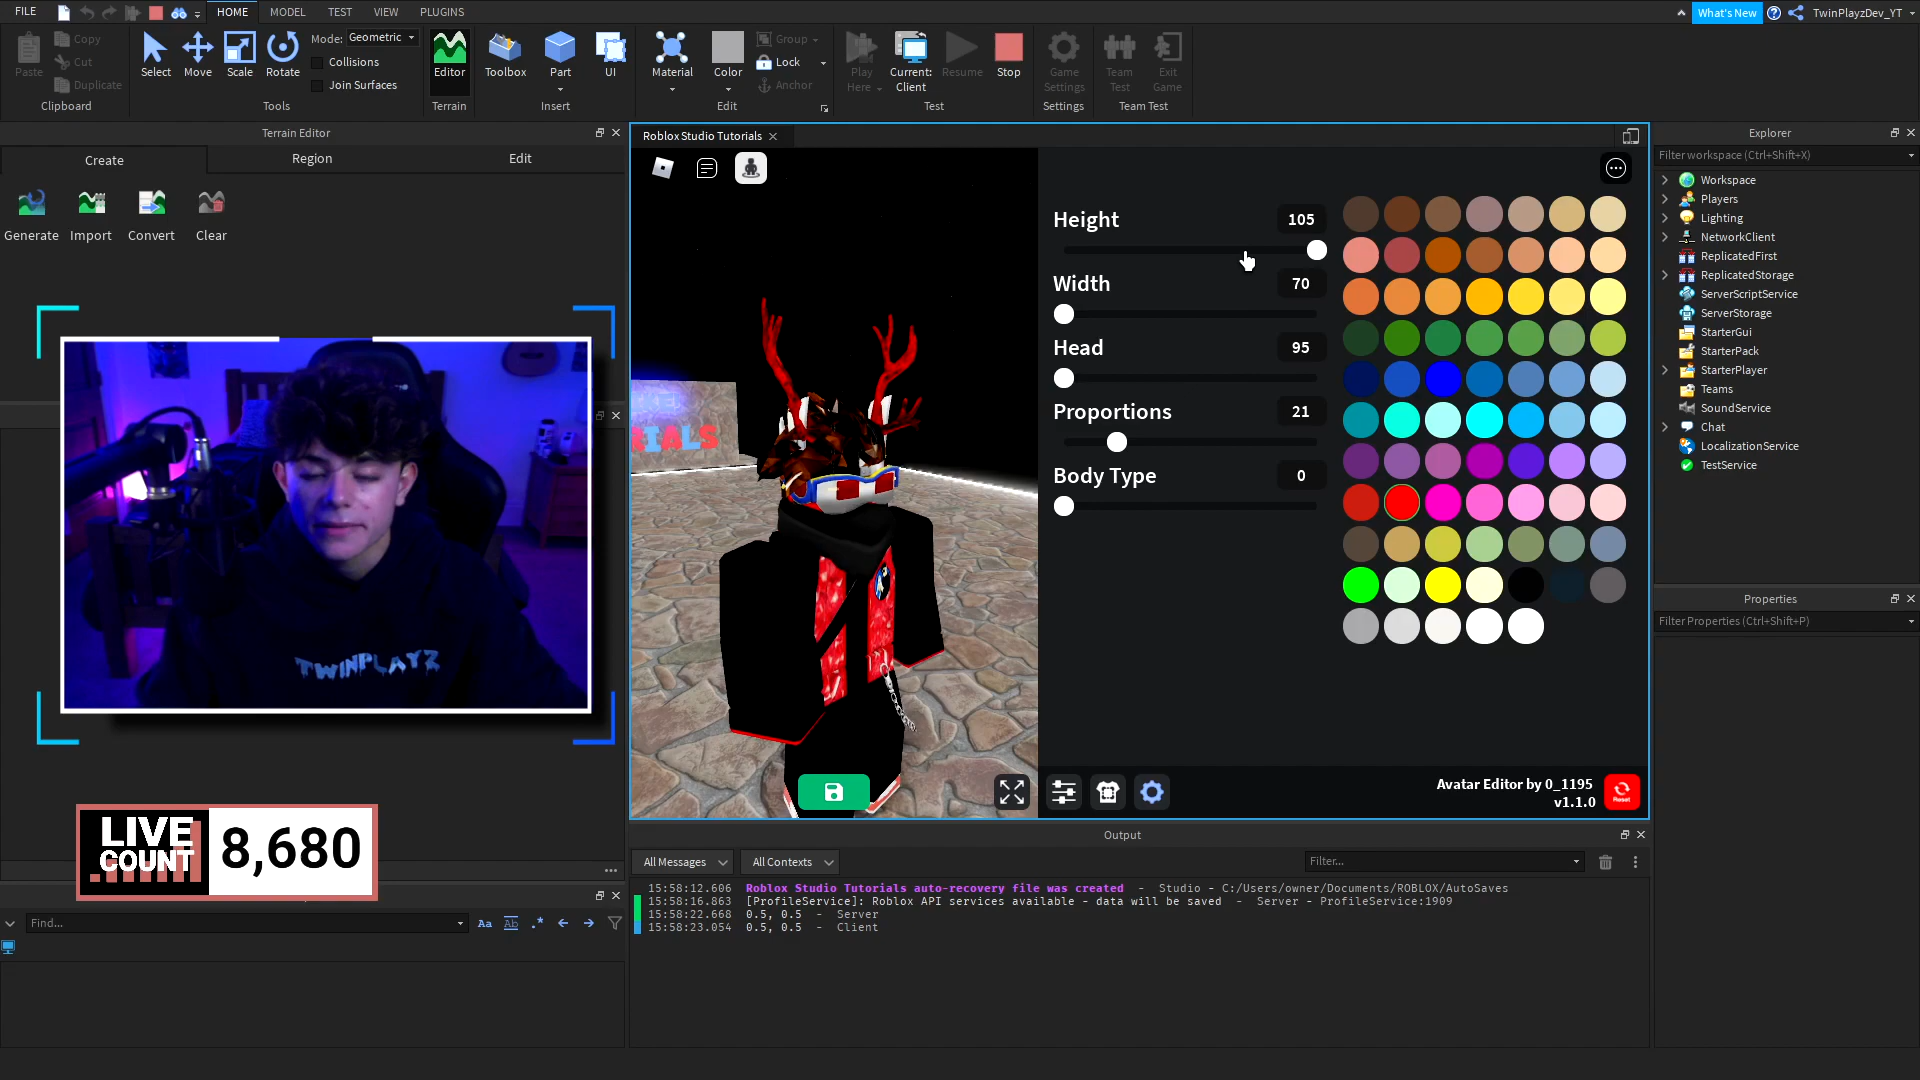 FILE HOME MODEL TEST VIEW PLUGINS What's New TwinPlayzDev_YT
Paste Copy Cut Duplicate Clipboard
Select Move Scale Rotate Mode: Geometric Collisions Join Surfaces Tools
Editor Terrain
Toolbox Part UI Insert
Material Color Group Lock Anchor Edit
Play Here Current: Client Resume Stop Test
Game Settings Settings
Team Test Exit Game Team Test
Terrain Editor
Create Region Edit
Generate Import Convert Clear
TWINPLAYZ
LIVE COUNT 8,680
Find...
Aa Ab .*
Roblox Studio Tutorials
RIALS
Height 105
Width 70
Head 95
Proportions 21
Body Type 0
Avatar Editor by 0_1195
v1.1.0
Reset
Output
All Messages All Contexts Filter...
15:58:12.606 Roblox Studio Tutorials auto-recovery file was created - Studio - C:/Users/owner/Documents/ROBLOX/AutoSaves
15:58:16.863 [ProfileService]: Roblox API services available - data will be saved - Server - ProfileService:1909
15:58:22.668 0.5, 0.5 - Server
15:58:23.054 0.5, 0.5 - Client
Explorer
Filter workspace (Ctrl+Shift+X)
Workspace
Players
Lighting
NetworkClient
ReplicatedFirst
ReplicatedStorage
ServerScriptService
ServerStorage
StarterGui
StarterPack
StarterPlayer
Teams
SoundService
Chat
LocalizationService
TestService
Properties
Filter Properties (Ctrl+Shift+P)